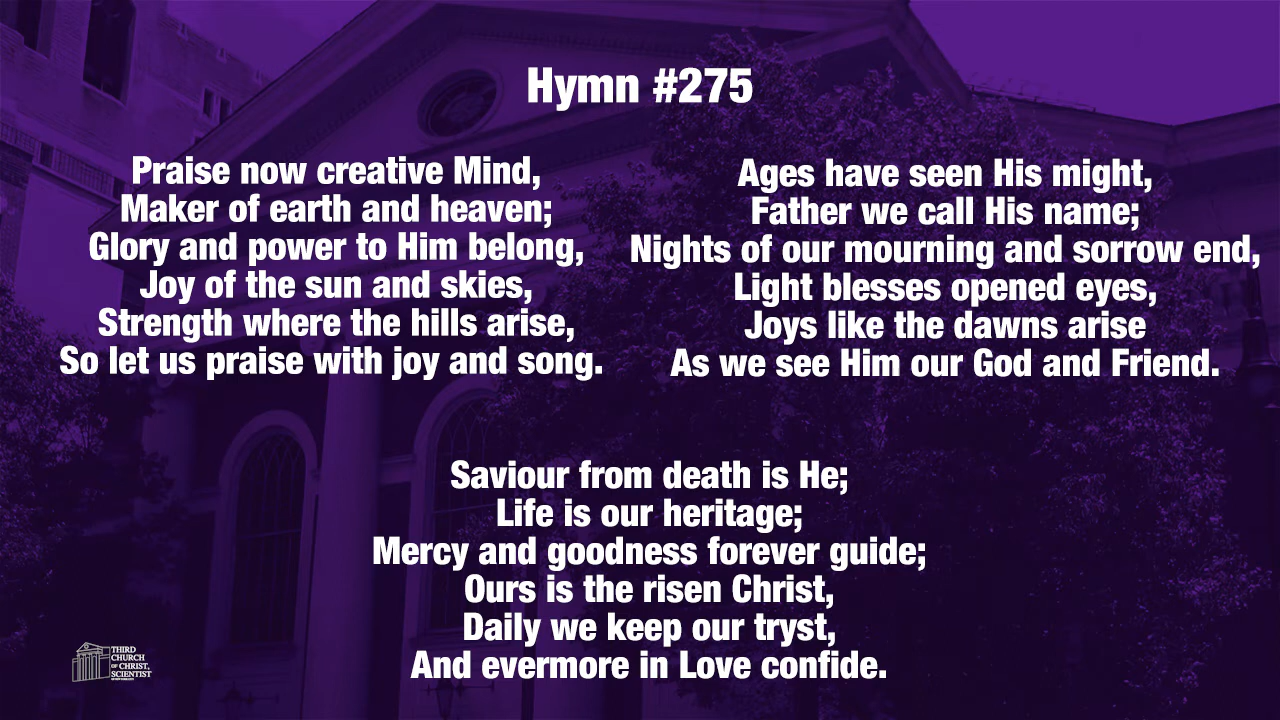 Hymn #275
Praise now creative Mind,
Maker of earth and heaven;
Glory and power to Him belong,
Joy of the sun and skies,
Strength where the hills arise,
So let us praise with joy and song.
Ages have seen His might,
Father we call His name;
Nights of our mourning and sorrow end,
Light blesses opened eyes,
Joys like the dawns arise
As we see Him our God and Friend.
Saviour from death is He;
Life is our heritage;
Mercy and goodness forever guide;
Ours is the risen Christ,
Daily we keep our tryst,
And evermore in Love confide.
THIRD
CHURCH
OF CHRIST,
SCIENTIST